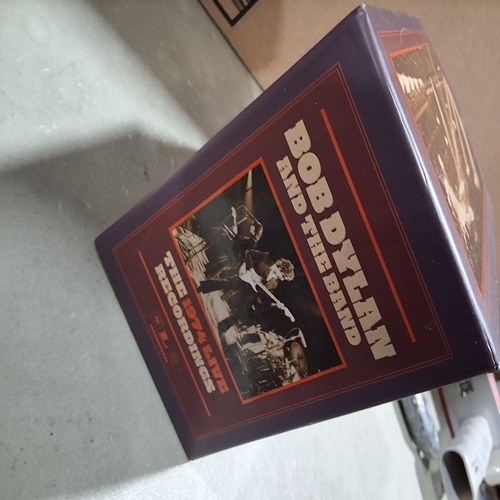 BOB DYLAN
AND THE BAND
THE 1974 LIVE
RECORDINGS